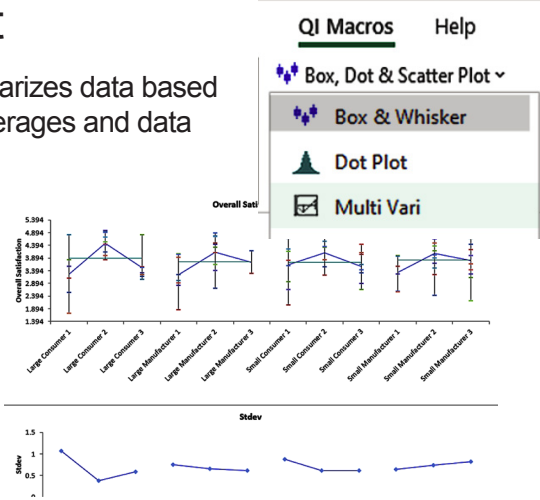 QI Macros Help
Box, Dot & Scatter Plot
Box & Whisker
Dot Plot
Multi Vari
arizes data based
erages and data
Overall Sati
5.394
4.894
4.394
3.894
3.394
2.894
2.394
1.894
1.394
Overall Satisfaction
Large Consumer 1
Large Consumer 2
Large Consumer 3
Large Manufacturer 1
Large Manufacturer 2
Large Manufacturer 3
Small Consumer 1
Small Consumer 2
Small Consumer 3
Small Manufacturer 1
Small Manufacturer 2
Small Manufacturer 3
Stdev
1.5
1
0.5
0
Stdev